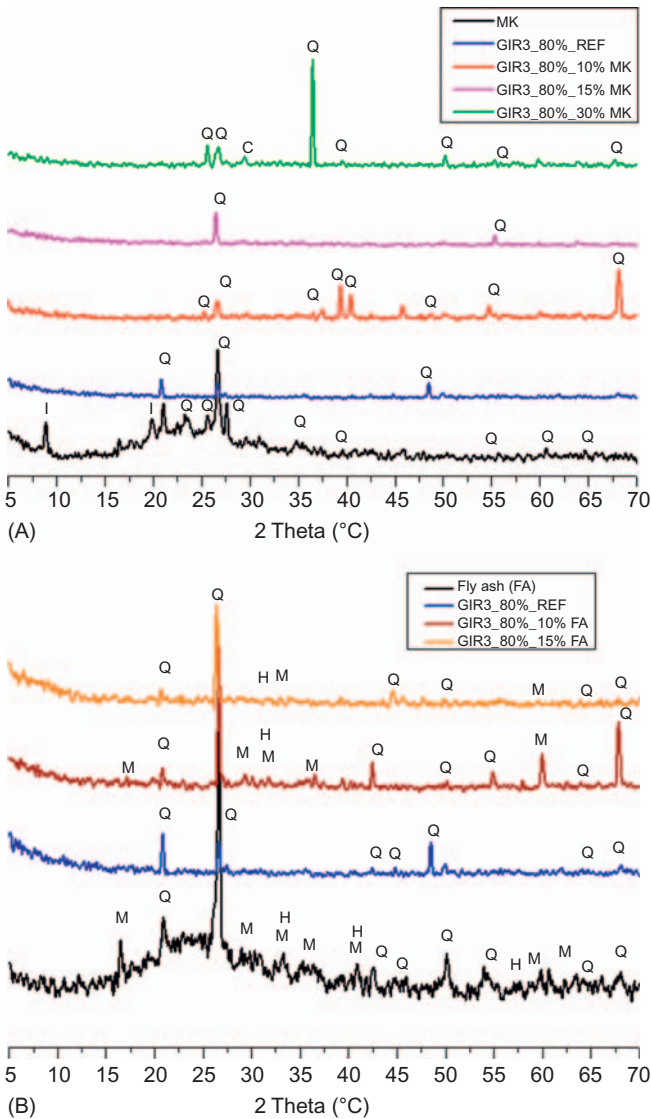 MK
GIR3_80%_REF
GIR3_80%_10% MK
GIR3_80%_15% MK
GIR3_80%_30% MK
Q
Q Q C Q Q Q Q
Q Q
Q Q Q Q Q Q Q Q
Q Q Q
I I Q Q Q Q Q Q Q Q
5 10 15 20 25 30 35 40 45 50 55 60 65 70
(A) 2 Theta (°C)
Fly ash (FA)
GIR3_80%_REF
GIR3_80%_10% FA
GIR3_80%_15% FA
Q
Q H M Q Q M Q Q
M Q M H M M Q Q Q M Q Q
Q Q Q Q Q Q Q
M Q M H M M H M Q Q Q Q H M M Q Q
5 10 15 20 25 30 35 40 45 50 55 60 65 70
(B) 2 Theta (°C)